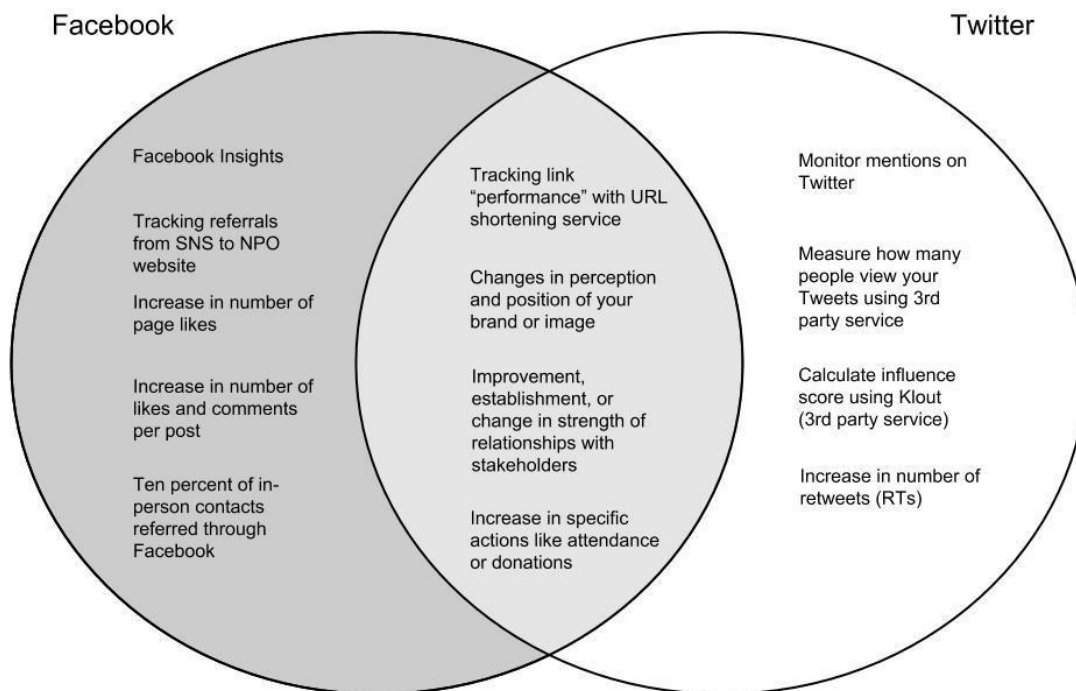 Facebook
Twitter
Facebook Insights
Tracking referrals
from SNS to NPO
website
Increase in number of
page likes
Increase in number of
likes and comments
per post
Ten percent of in-
person contacts
referred through
Facebook
Tracking link
“performance” with URL
shortening service
Changes in perception
and position of your
brand or image
Improvement,
establishment, or
change in strength of
relationships with
stakeholders
Increase in specific
actions like attendance
or donations
Monitor mentions on
Twitter
Measure how many
people view your
Tweets using 3rd
party service
Calculate influence
score using Klout
(3rd party service)
Increase in number of
retweets (RTs)